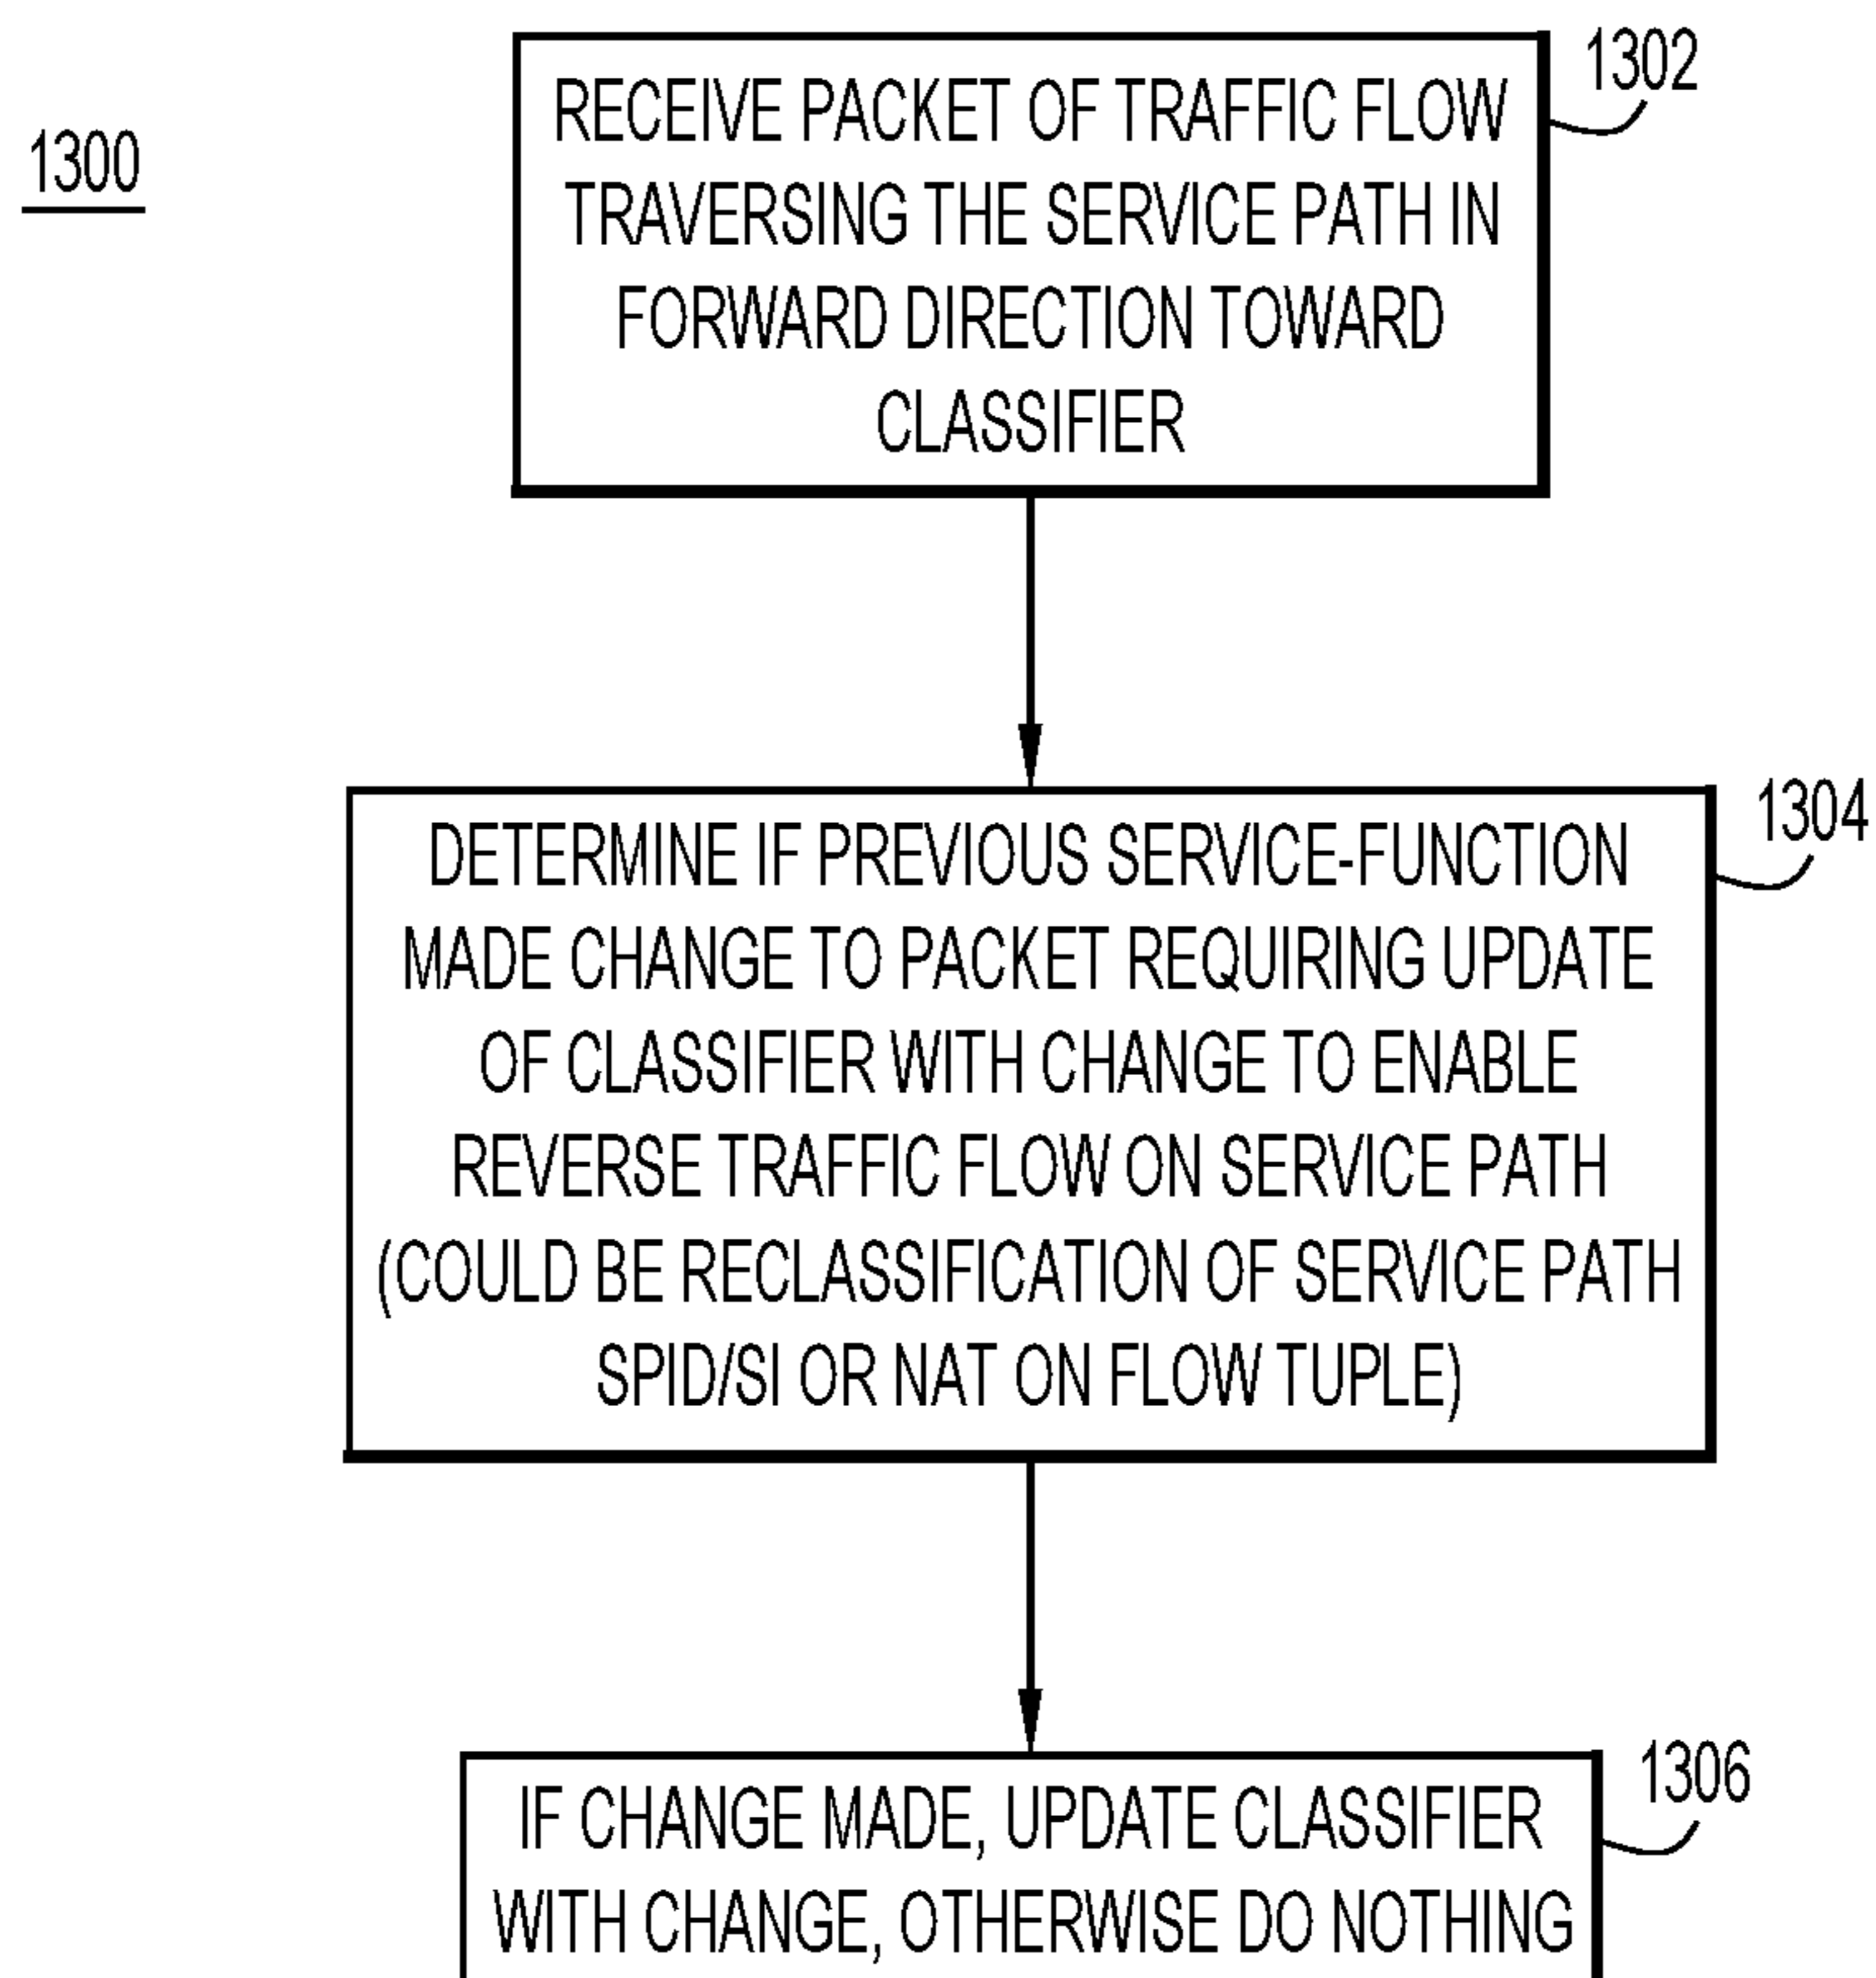 1300
1302
RECEIVE PACKET OF TRAFFIC FLOW
TRAVERSING THE SERVICE PATH IN
FORWARD DIRECTION TOWARD
CLASSIFIER
1304
DETERMINE IF PREVIOUS SERVICE-FUNCTION
MADE CHANGE TO PACKET REQUIRING UPDATE
OF CLASSIFIER WITH CHANGE TO ENABLE
REVERSE TRAFFIC FLOW ON SERVICE PATH
(COULD BE RECLASSIFICATION OF SERVICE PATH
SPID/SI OR NAT ON FLOW TUPLE)
1306
IF CHANGE MADE, UPDATE CLASSIFIER
WITH CHANGE, OTHERWISE DO NOTHING